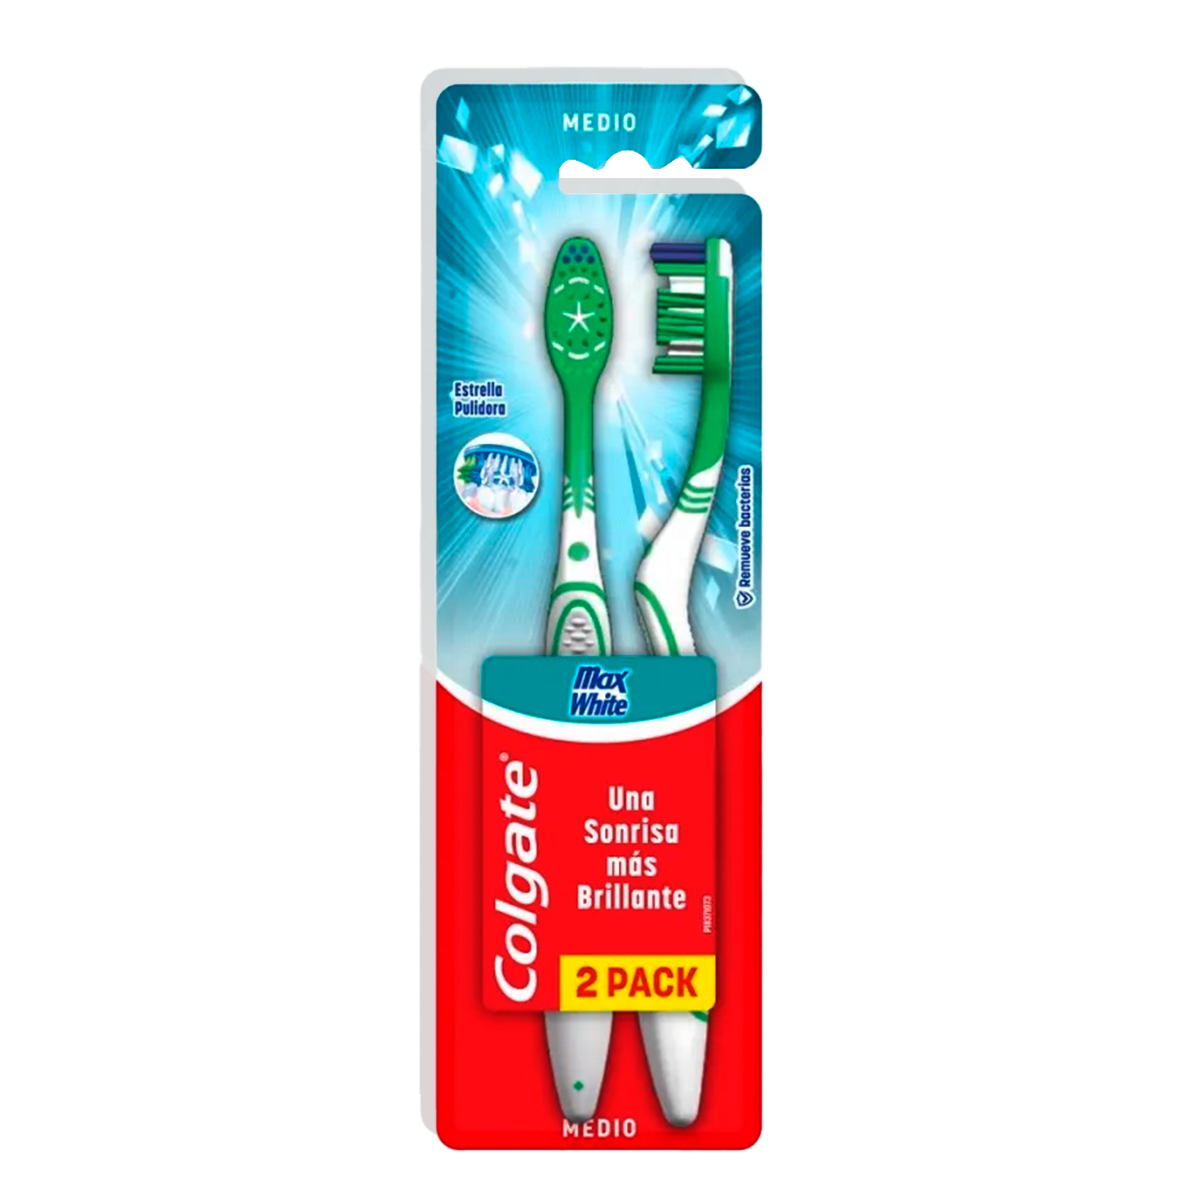 MEDIO
Estrella
Pulidora
Remueve bacterias
Max
White
Colgate®
Una
Sonrisa
más
Brillante
2 PACK
MEDIO